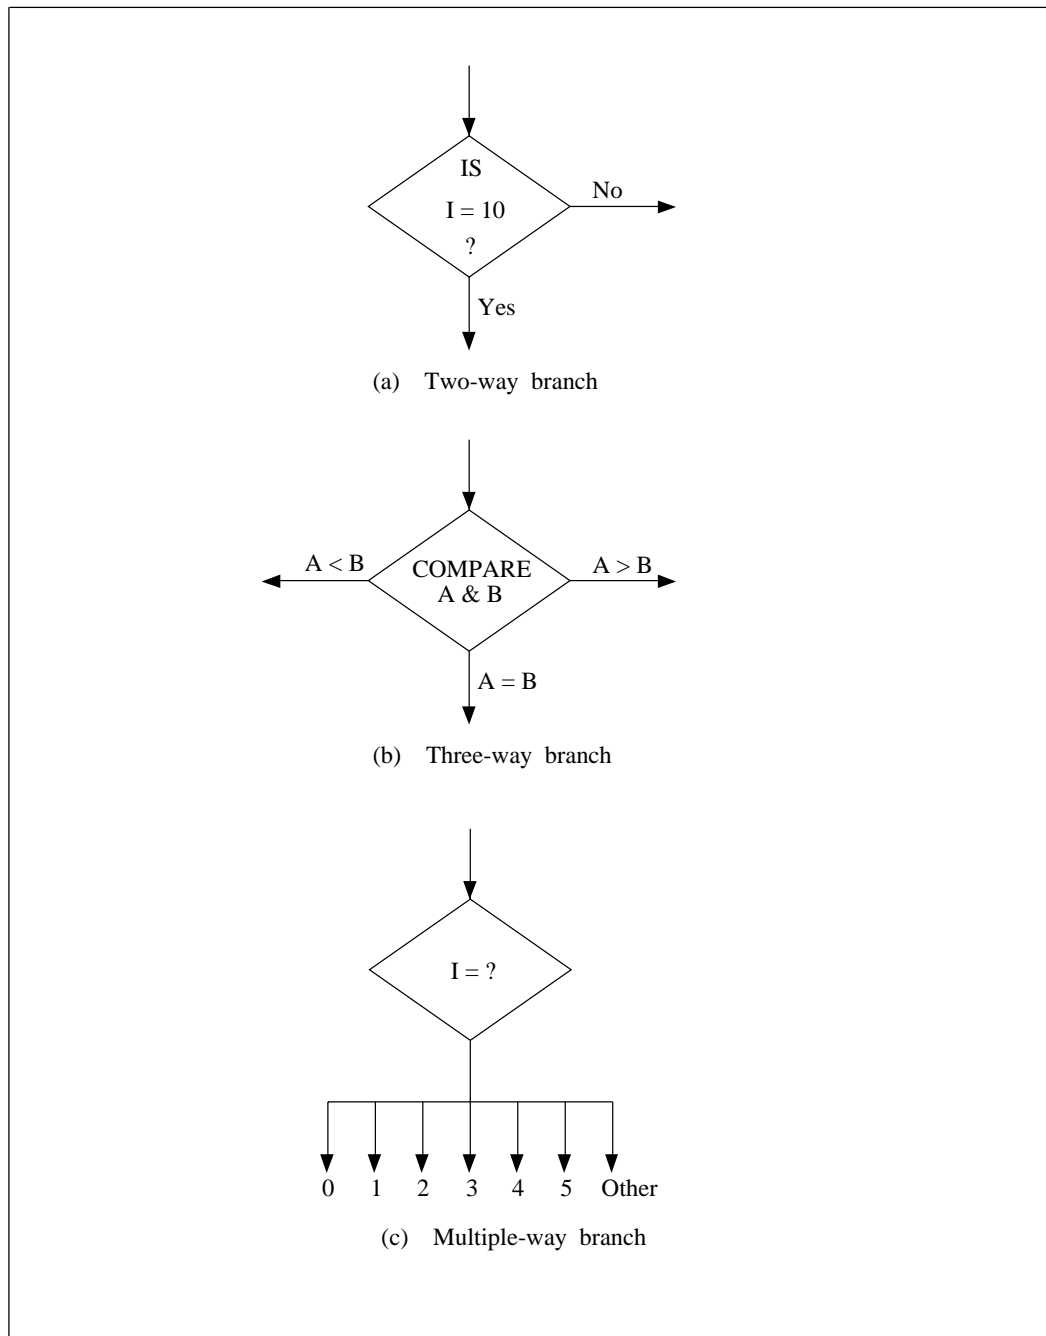 IS
No
I = 10
?
Yes
(a) Two-way branch
A < B
COMPARE
A > B
A & B
A = B
(b) Three-way branch
I = ?
0 1 2 3 4 5 Other
(c) Multiple-way branch